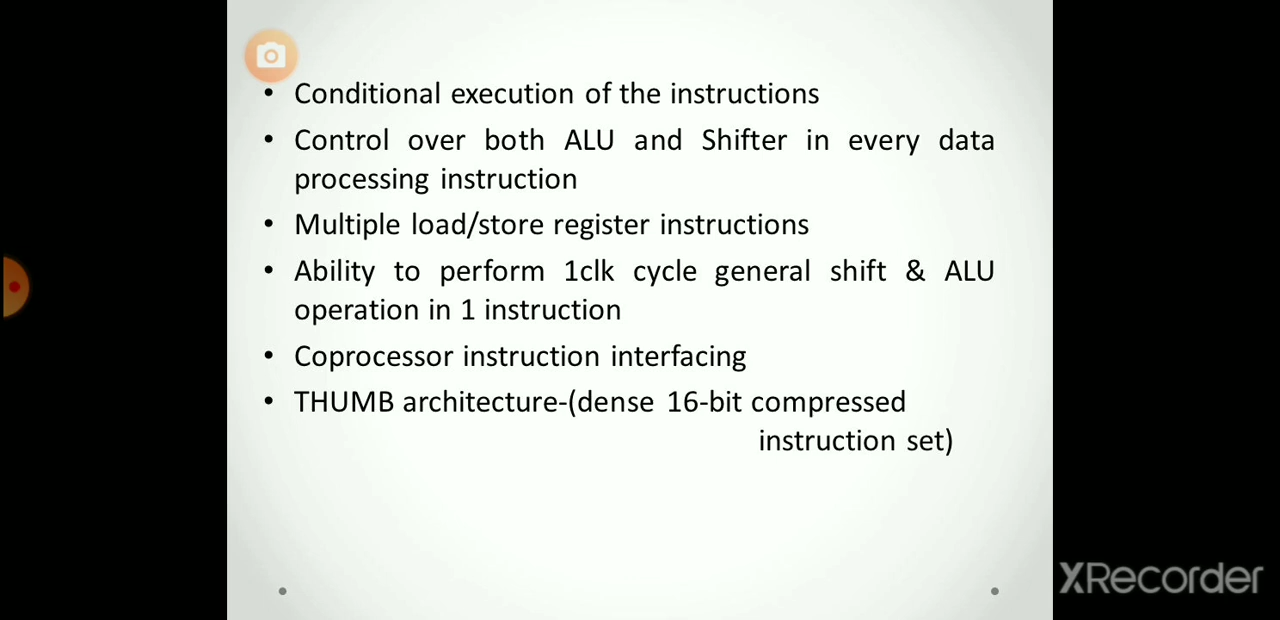 • Conditional execution of the instructions
• Control over both ALU and Shifter in every data
processing instruction
• Multiple load/store register instructions
• Ability to perform 1clk cycle general shift & ALU
operation in 1 instruction
• Coprocessor instruction interfacing
• THUMB architecture-(dense 16-bit compressed
instruction set)
XRecorder